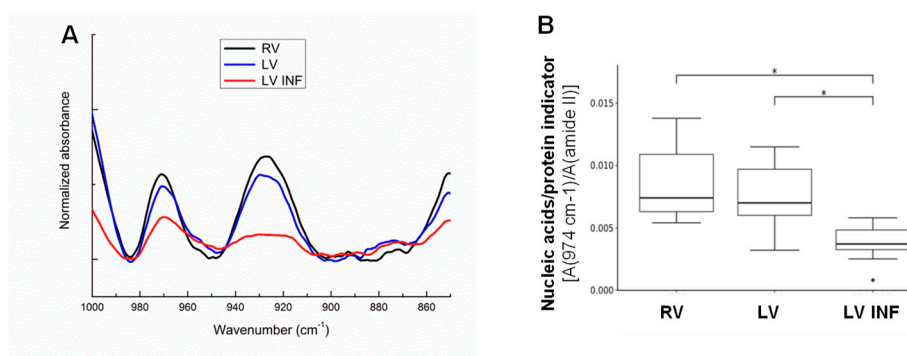 A
RV
LV
LV INF
Normalized absorbance
1000 980 960 940 920 900 880 860
Wavenumber (cm-1)
B
Nucleic acids/protein indicator
[A(974 cm-1)/A(amide II)]
*
*
0.015
0.010
0.005
0.000
RV LV LV INF